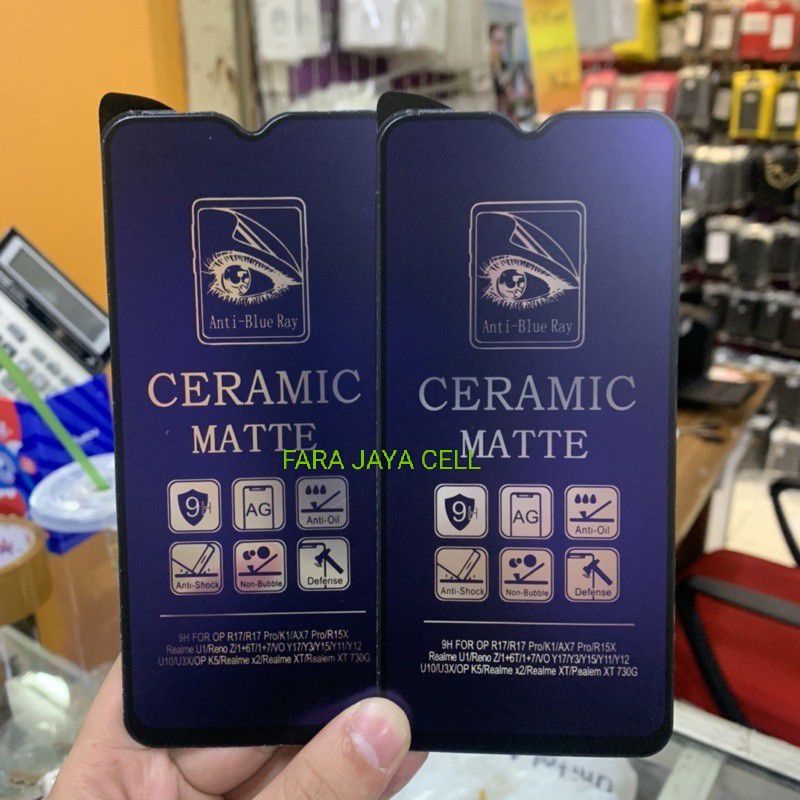 Anti-Blue Ray
CERAMIC
MATTE
9H
AG
Anti-Oil
Anti-Shock
Non-Bubble
Defense
9H FOR OP R17/R17 Pro/K1/AX7 Pro/R15X
Realme U1/Reno Z/1+6T/1+7/VO Y17/Y3/Y15/Y11/Y12
U10/U3X/OP K5/Realme x2/Realme XT/Pealem XT 730G
Anti-Blue Ray
CERAMIC
MATTE
9H
AG
Anti-Oil
Anti-Shock
Non-Bubble
Defense
9H FOR OP R17/R17 Pro/K1/AX7 Pro/R15X
Realme U1/Reno Z/1+6T/1+7/VO Y17/Y3/Y15/Y11/Y12
U10/U3X/OP K5/Realme x2/Realme XT/Pealem XT 730G
FARA JAYA CELL